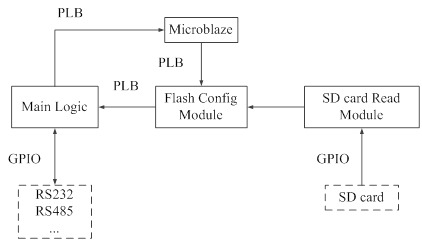 PLB
Microblaze
PLB
PLB
Main Logic
Flash Config
Module
SD card Read
Module
GPIO
GPIO
RS232
RS485
...
SD card